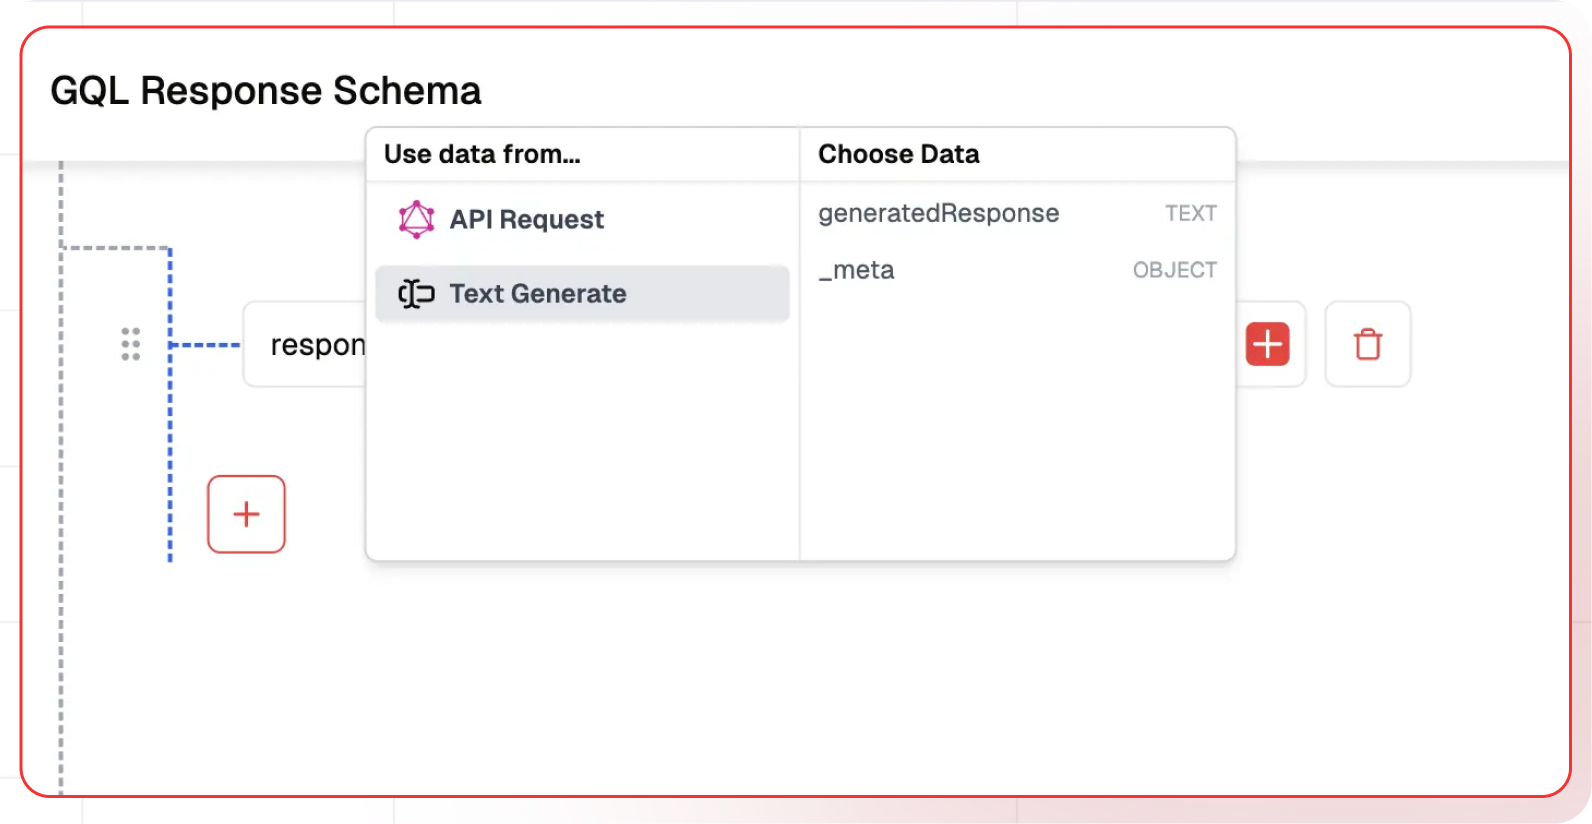 GQL Response Schema
Use data from...
Choose Data
API Request
generatedResponse TEXT
Text Generate
_meta OBJECT
respon